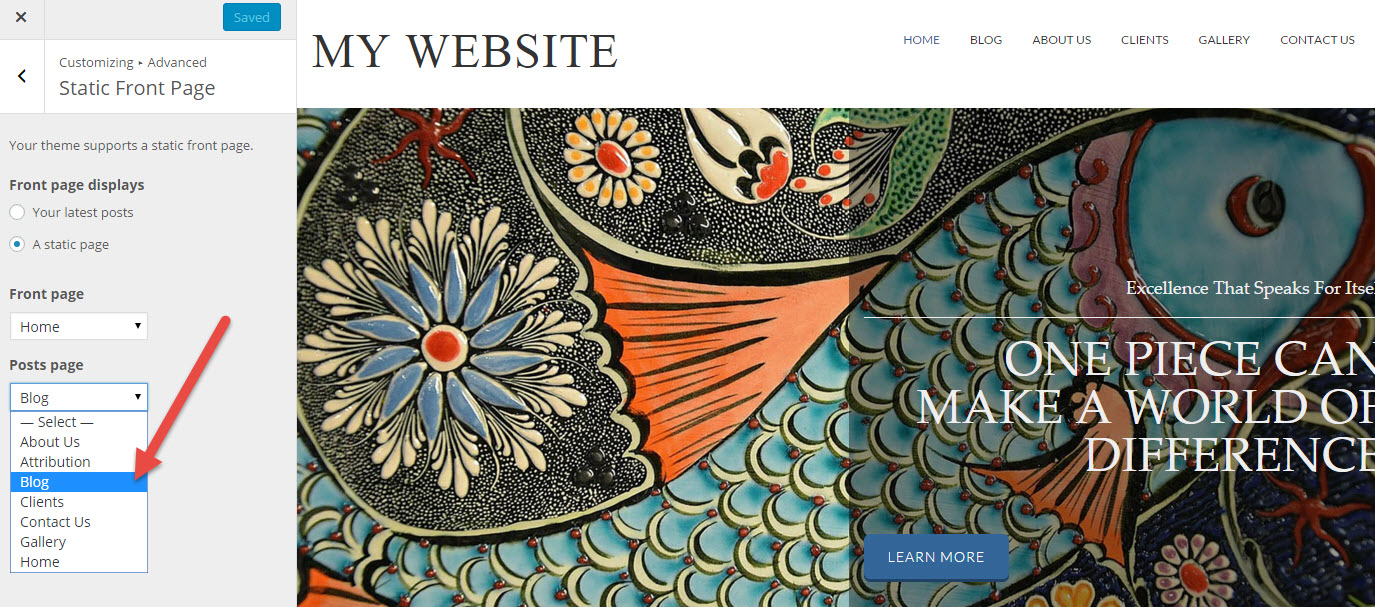 Saved
Customizing ▸ Advanced
Static Front Page
Your theme supports a static front page.
Front page displays
Your latest posts
A static page
Front page
Home
Posts page
Blog
— Select —
About Us
Attribution
Blog
Clients
Contact Us
Gallery
Home
MY WEBSITE
HOME BLOG ABOUT US CLIENTS GALLERY CONTACT US
Excellence That Speaks For Itsel
ONE PIECE CAN
MAKE A WORLD OF
DIFFERENCE
LEARN MORE